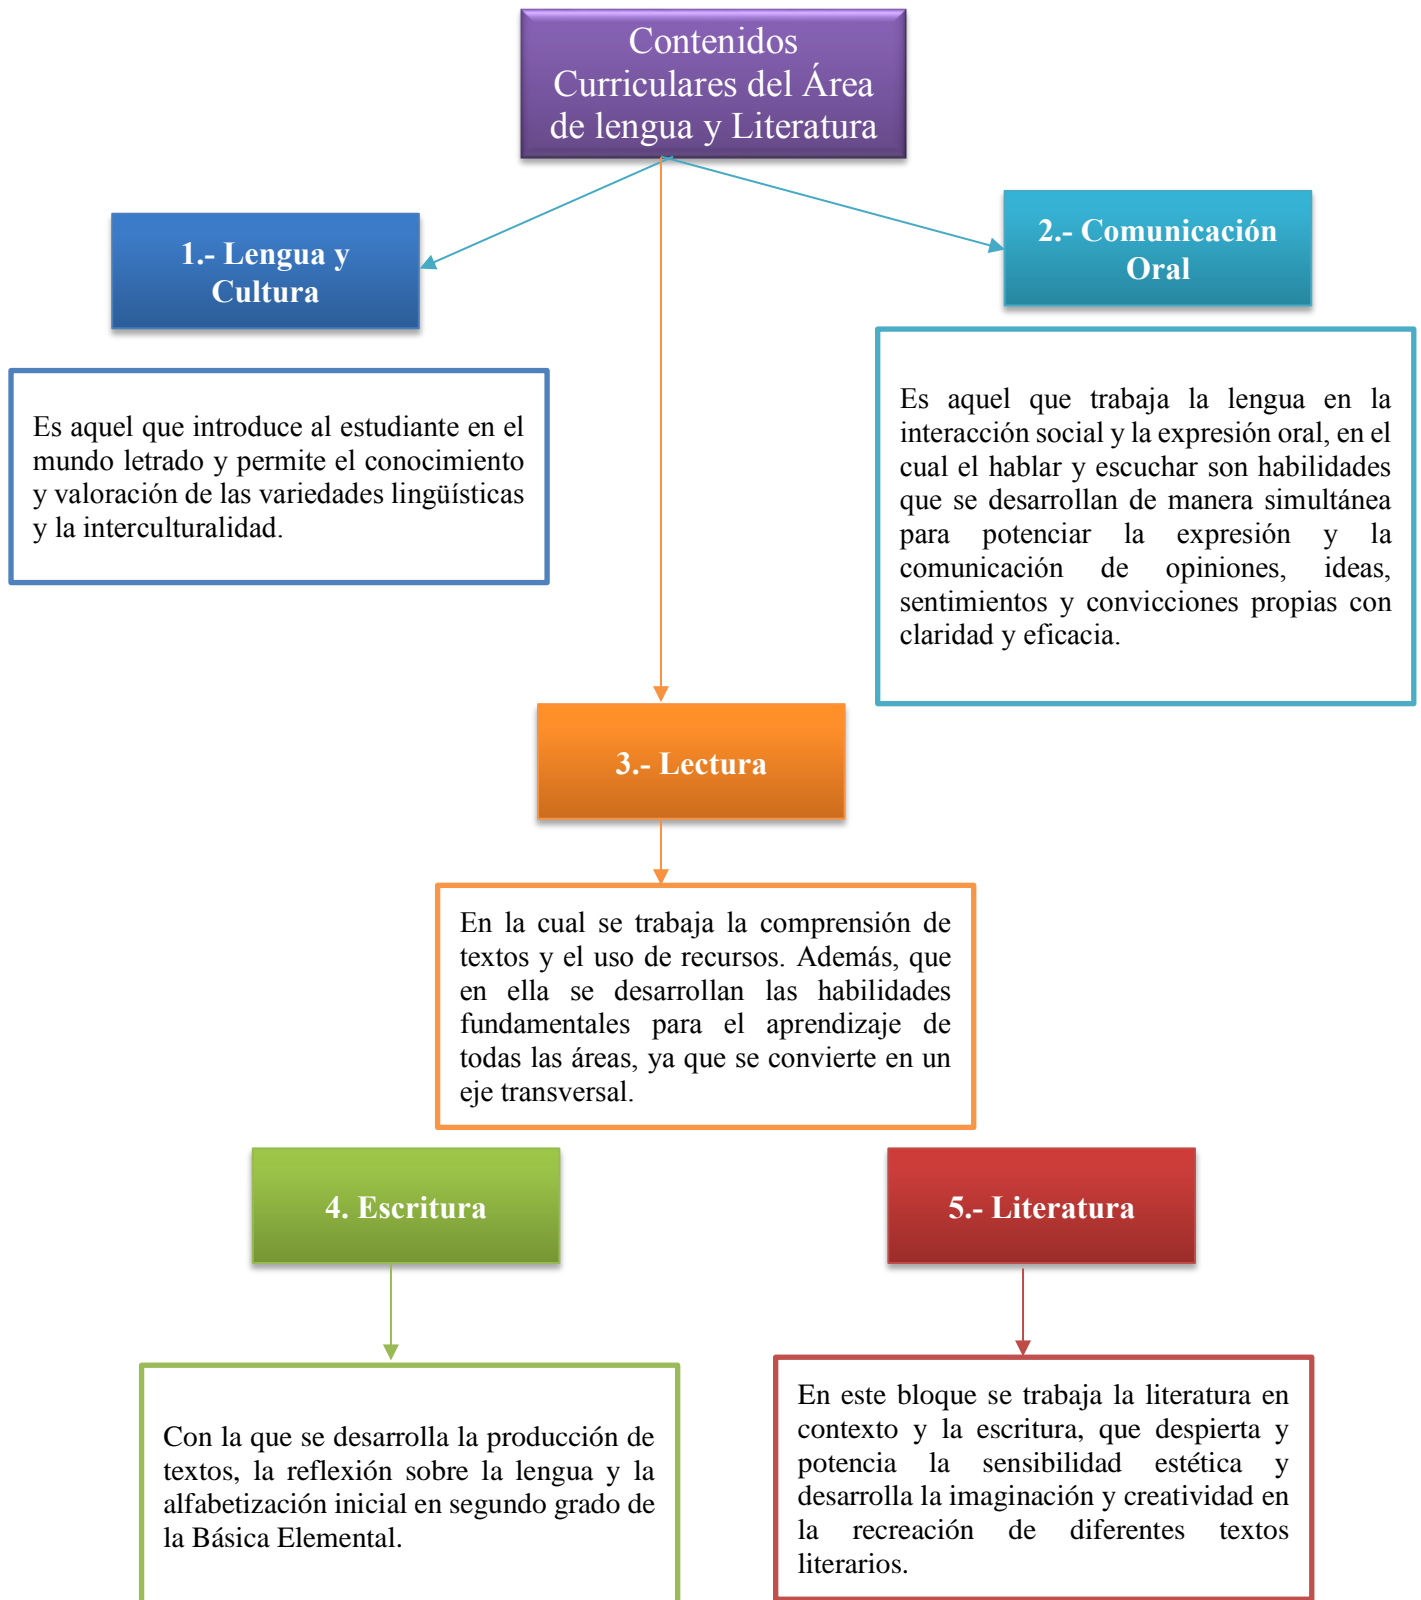 Contenidos
Curriculares del Área
de lengua y Literatura
1.- Lengua y
Cultura
2.- Comunicación
Oral
Es aquel que introduce al estudiante en el
mundo letrado y permite el conocimiento
y valoración de las variedades lingüísticas
y la interculturalidad.
Es aquel que trabaja la lengua en la
interacción social y la expresión oral, en el
cual el hablar y escuchar son habilidades
que se desarrollan de manera simultánea
para potenciar la expresión y la
comunicación de opiniones, ideas,
sentimientos y convicciones propias con
claridad y eficacia.
3.- Lectura
En la cual se trabaja la comprensión de
textos y el uso de recursos. Además, que
en ella se desarrollan las habilidades
fundamentales para el aprendizaje de
todas las áreas, ya que se convierte en un
eje transversal.
4. Escritura
5.- Literatura
Con la que se desarrolla la producción de
textos, la reflexión sobre la lengua y la
alfabetización inicial en segundo grado de
la Básica Elemental.
En este bloque se trabaja la literatura en
contexto y la escritura, que despierta y
potencia la sensibilidad estética y
desarrolla la imaginación y creatividad en
la recreación de diferentes textos
literarios.